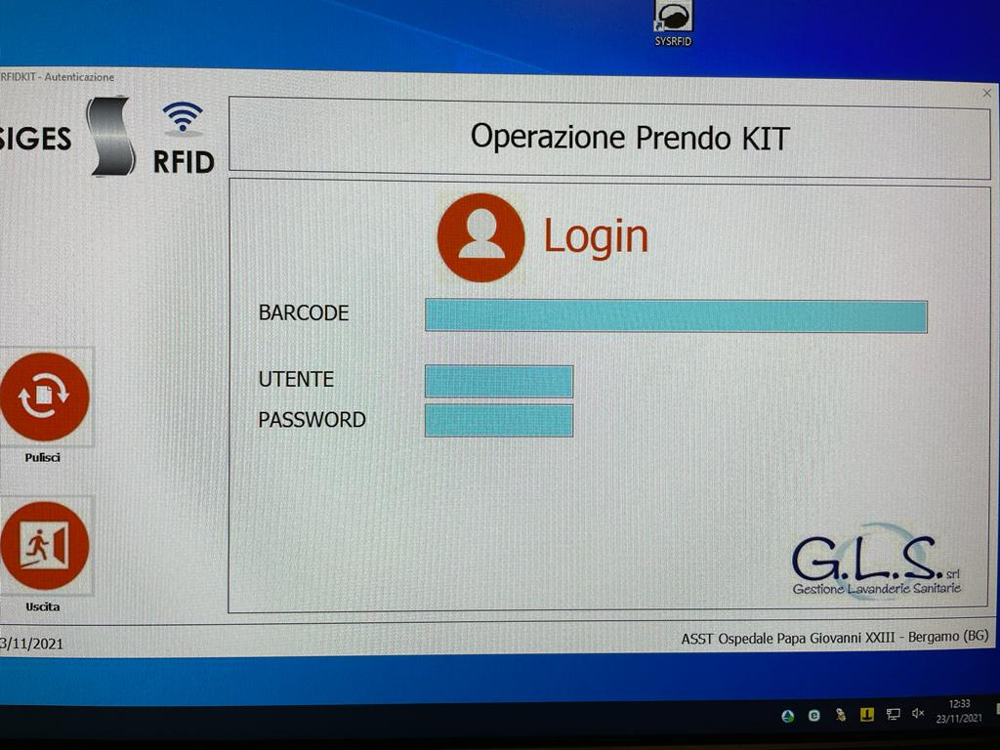 SYSRFID
RFIDKIT - Autenticazione
SIGES
RFID
Operazione Prendo KIT
Login
BARCODE
UTENTE
PASSWORD
Pulisci
Uscita
G.L.S. srl
Gestione Lavanderie Sanitarie
3/11/2021
ASST Ospedale Papa Giovanni XXIII - Bergamo (BG)
12:33
23/11/2021